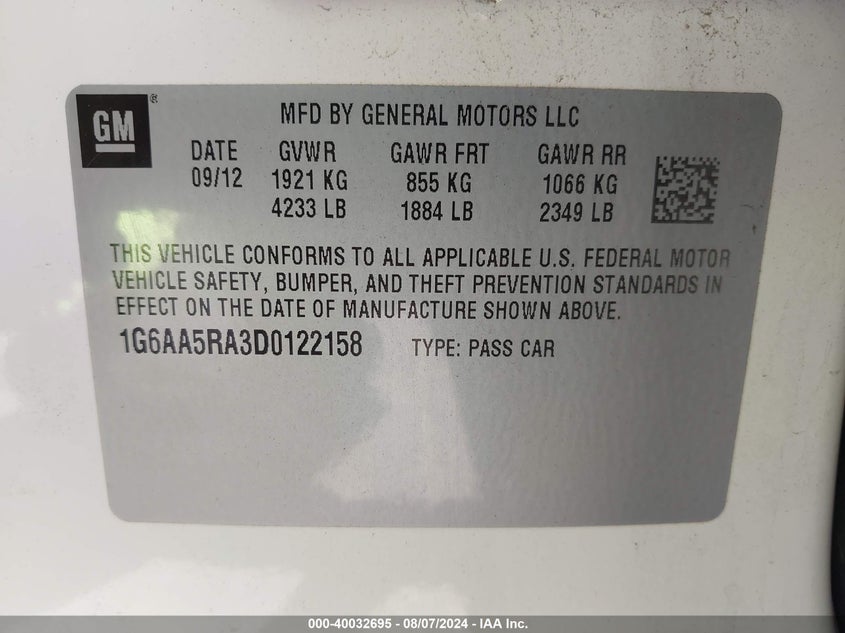 GM ®
MFD BY GENERAL MOTORS LLC
DATE GVWR GAWR FRT GAWR RR
09/12 1921 KG 855 KG 1066 KG
4233 LB 1884 LB 2349 LB
THIS VEHICLE CONFORMS TO ALL APPLICABLE U.S. FEDERAL MOTOR
VEHICLE SAFETY, BUMPER, AND THEFT PREVENTION STANDARDS IN
EFFECT ON THE DATE OF MANUFACTURE SHOWN ABOVE.
1G6AA5RA3D0122158 TYPE: PASS CAR
000-40032695 - 08/07/2024 - IAA Inc.